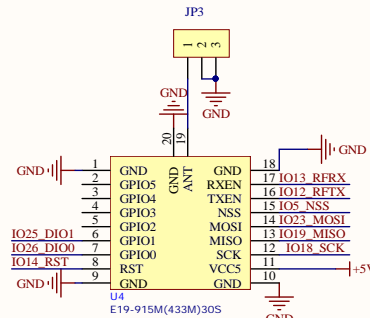 JP3
1 2 3
GND
GND
20
19
GND
1 GND
2 GPIO5
3 GPIO4
4 GPIO3
5 GPIO2
IO25_DIO1 6 GPIO1
IO26_DIO0 7 GPIO0
IO14_RST 8 RST
GND 9 GND
GND ANT
GND 18 GND
RXEN 17 IO13_RFRX
TXEN 16 IO12_RFTX
NSS 15 IO5_NSS
MOSI 14 IO23_MOSI
MISO 13 IO19_MISO
SCK 12 IO18_SCK
VCC5 11 +5V
GND 10
GND
U4
E19-915M(433M)30S